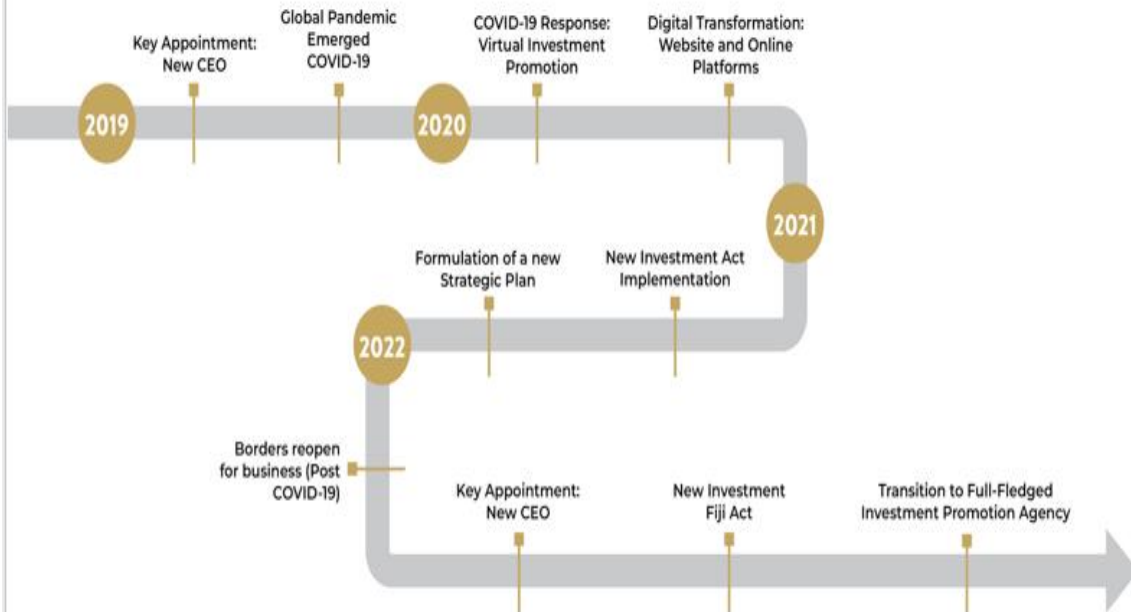 2019
Key Appointment:
New CEO
Global Pandemic
Emerged
COVID-19
2020
COVID-19 Response:
Virtual Investment
Promotion
Digital Transformation:
Website and Online
Platforms
2021
New Investment Act
Implementation
Formulation of a new
Strategic Plan
2022
Borders reopen
for business (Post
COVID-19)
Key Appointment:
New CEO
New Investment
Fiji Act
Transition to Full-Fledged
Investment Promotion Agency